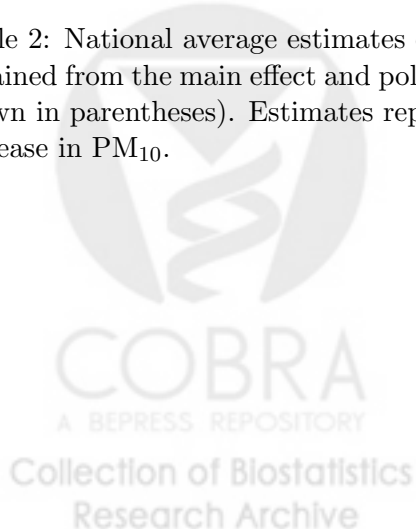 le 2: National average estimates
ained from the main effect and pol
wn in parentheses). Estimates rep
ease in PM10.
COBRA
A BEPRESS REPOSITORY
Collection of Biostatistics
Research Archive